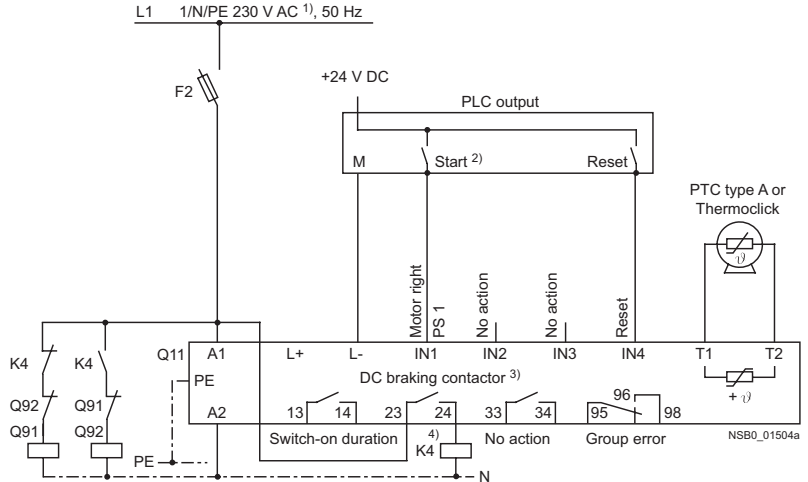 L1 1/N/PE 230 V AC 1), 50 Hz
F2
+24 V DC
PLC output
M Start 2) Reset
PTC type A or
Thermoclick
ϑ
Motor right
PS 1
No action
No action
Reset
Q11 A1 L+ L- IN1 IN2 IN3 IN4 T1 T2
K4 K4
PE
DC braking contactor 3)
+ ϑ
Q92 Q91
A2 13 14 23 24 33 34 95 96 98
Q91 Q92
Switch-on duration 4) No action Group error
K4
NSB0_01504a
PE
N